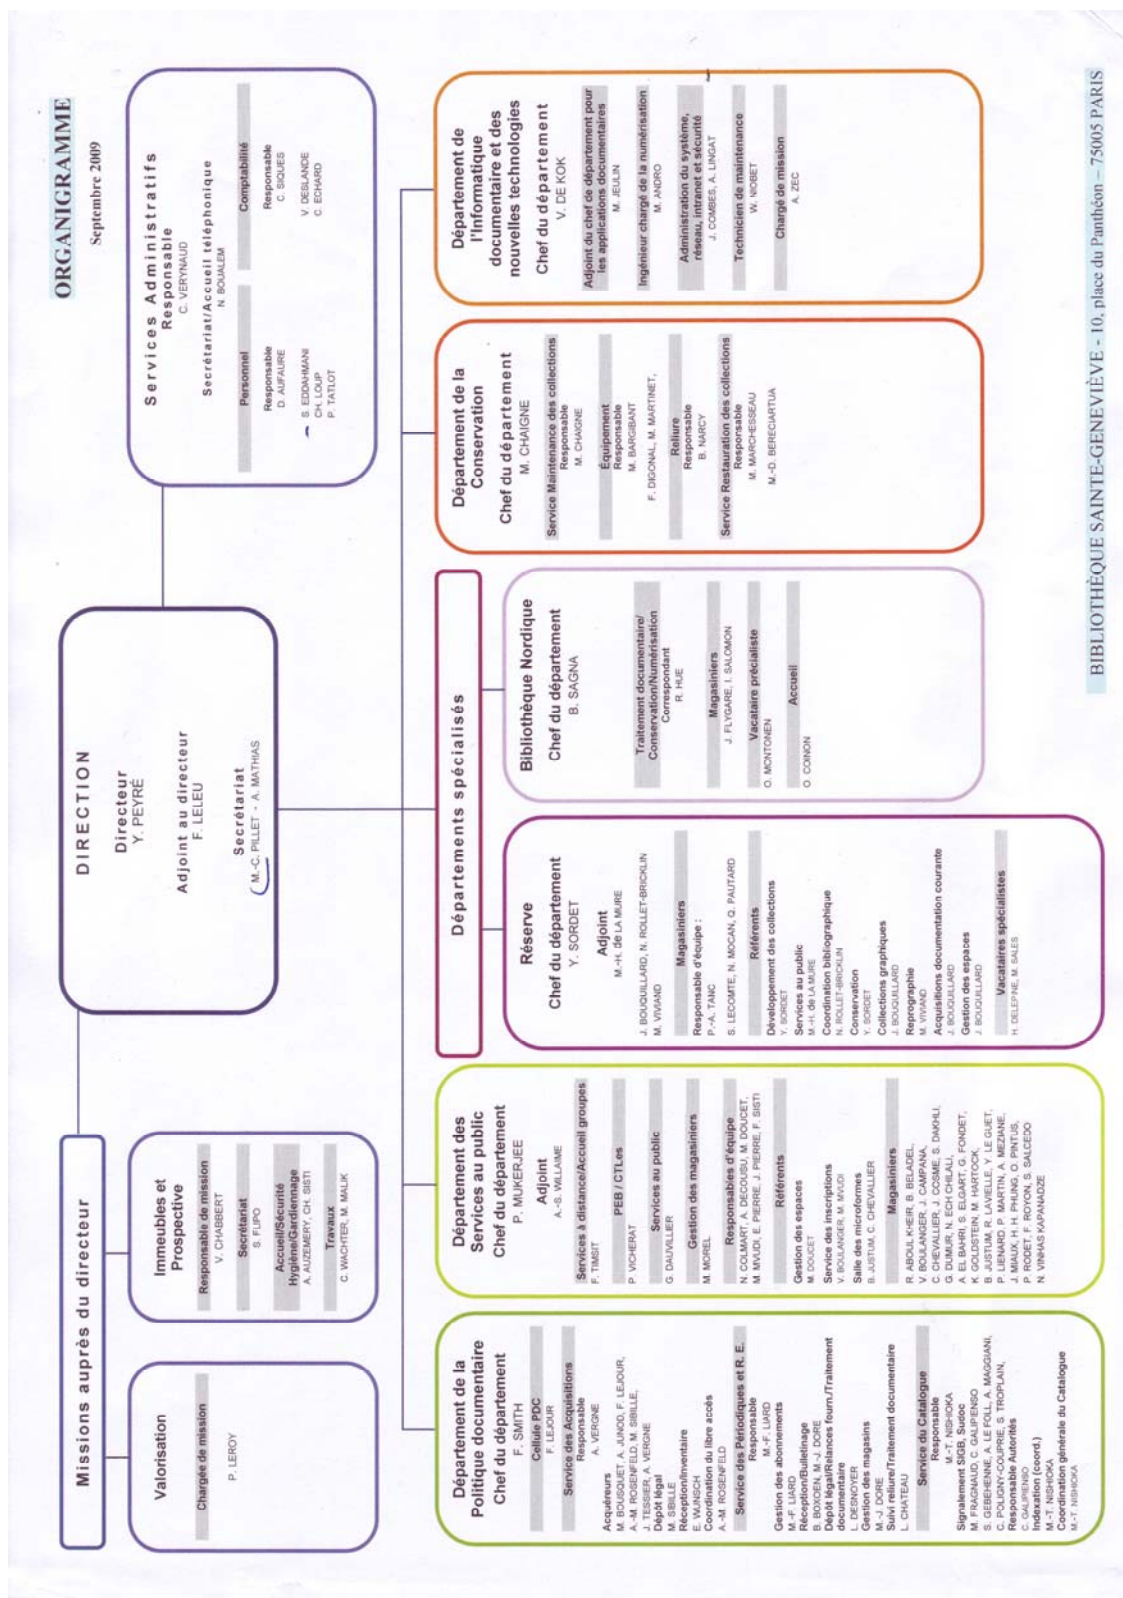 ORGANIGRAMME
Septembre 2009
DIRECTION
Directeur
Y. PEYRÉ
Adjoint au directeur
F. LELEU
Secrétariat
M.-C. PILLET - A. MATHIAS
Services Administratifs
Responsable
C. VERYNAUD
Secrétariat/Accueil téléphonique
N. BOUALEM
Personnel
Responsable
D. AUFAURE
S. EDDAHMANI
CH. LOUP
P. TATLOT
Comptabilité
Responsable
C. SIQUES
V. DESLANDE
C. ECHARD
Missions auprès du directeur
Valorisation
Chargée de mission
P. LEROY
Immeubles et
Prospective
Responsable de mission
V. CHABBERT
Secrétariat
S. FLIPO
Accueil/Sécurité
Hygiène/Gardiennage
A. AUZEMERY, CH. SISTI
Travaux
C. WACHTER, M. MALIK
Département de la
Politique documentaire
Chef du département
F. SMITH
Cellule PDC
F. LEJOUR
Service des Acquisitions
Responsable
A. VERGNE
Acquéreurs
M. BOUSQUET, A. JUNOD, F. LEJOUR,
A.-M. ROSENFELD, M. SIBILLE,
J. TESSIER, A. VERGNE
Dépôt légal
M. SIBILLE
Réception/Inventaire
E. WUNSCH
Coordination du libre accès
A.-M. ROSENFELD
Service des Périodiques et R. E.
Responsable
M.-F. LIARD
Gestion des abonnements
M.-F. LIARD
Réception/Bulletinage
B. BOXOEN, M.-J. DORE
Dépôt légal/Relances fourn./Traitement
documentaire
L. DESNOYER
Gestion des magasins
M.-J. DORE
Suivi reliure/Traitement documentaire
L. CHATEAU
Service du Catalogue
Responsable
M.-T. NISHIOKA
Signalement SIGB, Sudoc
M. FRAGNAUD, C. GALIPIENSO
S. GEBEHENNE, A. LE FOLL, A. MAGGIANI,
C. POLIGNY-COUPRIE, S. TROPLAIN,
Responsable Autorités
C. GALIPIENSO
Indexation (coord.)
M.-T. NISHIOKA
Coordination générale du Catalogue
M.-T. NISHIOKA
Département des
Services au public
Chef du département
P. MUKERJEE
Adjoint
A.-S. WILLAIME
Services à distance/Accueil groupes
F. TIMSIT
PEB / CTLes
P. VICHERAT
Services au public
G. DAUVILLIER
Gestion des magasiniers
M. MOREL
Responsables d'équipe
N. COLMART, A. DECOUSU, M. DOUCET,
M. MVUDI, E. PIERRE, J. PIERRE, F. SISTI
Référents
Gestion des espaces
M. DOUCET
Service des inscriptions
V. BOULANGER, M. MVUDI
Salle des microformes
B. JUSTUM, C. CHEVALLIER
Magasiniers
R. ABOUL KHEIR, B. BELADEL,
V. BOULANGER, J. CAMPANA,
C. CHEVALLIER, J. COSME, S. DAKHLI,
G. DUMUR, N. ECH CHILALI,
A. EL BAHRI, S. ELGART, G. FONDET,
K. GOLDSTEIN, M. HARTOCK,
B. JUSTUM, R. LAVIELLE, Y. LE GUET,
P. LIENARD, P. MARTIN, A. MEZIANE,
J. MIAUX, H. H. PHUNG, O. PINTUS,
P. RODET, F. ROYON, S. SALCEDO
N. VINHAS KAPANADZE
Départements spécialisés
Réserve
Chef du département
Y. SORDET
Adjoint
M.-H. de LA MURE
J. BOUQUILLARD, N. ROLLET-BRICKLIN
M. VIVIAND
Magasiniers
Responsable d'équipe :
P.-A. TANC
S. LECOMTE, N. MOCAN, Q. PAUTARD
Référents
Développement des collections
Y. SORDET
Services au public
M.-H. de LA MURE
Coordination bibliographique
N. ROLLET-BRICKLIN
Conservation
Y. SORDET
Collections graphiques
J. BOUQUILLARD
Reprographie
M. VIVIAND
Acquisitions documentation courante
J. BOUQUILLARD
Gestion des espaces
J. BOUQUILLARD
Vacataires spécialistes
H. DELEPINE, M. SALES
Bibliothèque Nordique
Chef du département
B. SAGNA
Traitement documentaire/
Conservation/Numérisation
Correspondant
R. HUE
Magasiniers
J. FLYGARE, I. SALOMON
Vacataire précialiste
O. MONTONEN
Accueil
O. COINON
Département de la
Conservation
Chef du département
M. CHAIGNE
Service Maintenance des collections
Responsable
M. CHAIGNE
Équipement
Responsable
M. BARGIBANT
F. DIGONAL, M. MARTINET,
Reliure
Responsable
B. NARCY
Service Restauration des collections
Responsable
M. MARCHESSEAU
M.-D. BERECIARTUA
Département de
l'Informatique
documentaire et des
nouvelles technologies
Chef du département
V. DE KOK
Adjoint du chef de département pour
les applications documentaires
M. JEULIN
Ingénieur chargé de la numérisation
M. ANDRO
Administration du système,
réseau, intranet et sécurité
J. COMBES, A. LINGAT
Technicien de maintenance
W. NIOBET
Chargé de mission
A. ZEC
BIBLIOTHÈQUE SAINTE-GENEVIÈVE - 10, place du Panthéon – 75005 PARIS